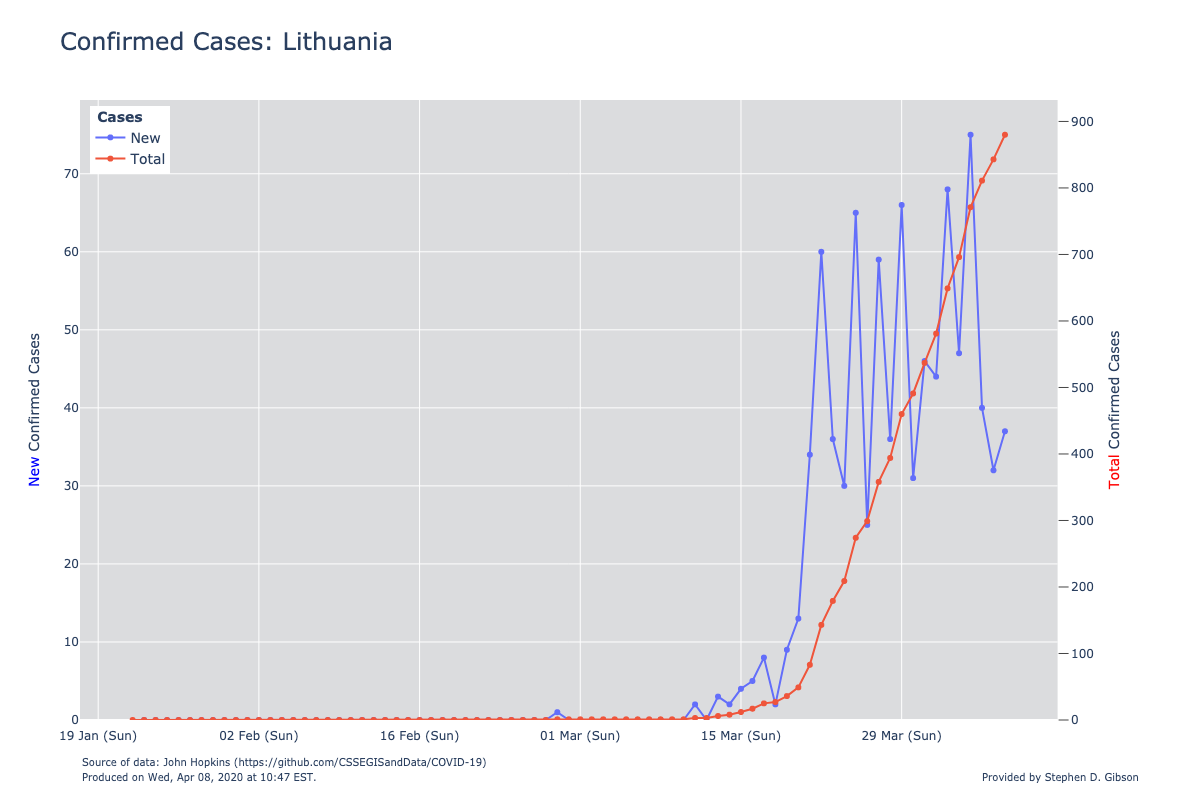 Confirmed Cases: Lithuania
Cases
New
Total
70
60
50
40
30
20
10
0
New Confirmed Cases
900
800
700
600
500
400
300
200
100
0
Total Confirmed Cases
19 Jan (Sun) 02 Feb (Sun) 16 Feb (Sun) 01 Mar (Sun) 15 Mar (Sun) 29 Mar (Sun)
Source of data: John Hopkins (https://github.com/CSSEGISandData/COVID-19)
Produced on Wed, Apr 08, 2020 at 10:47 EST.
Provided by Stephen D. Gibson